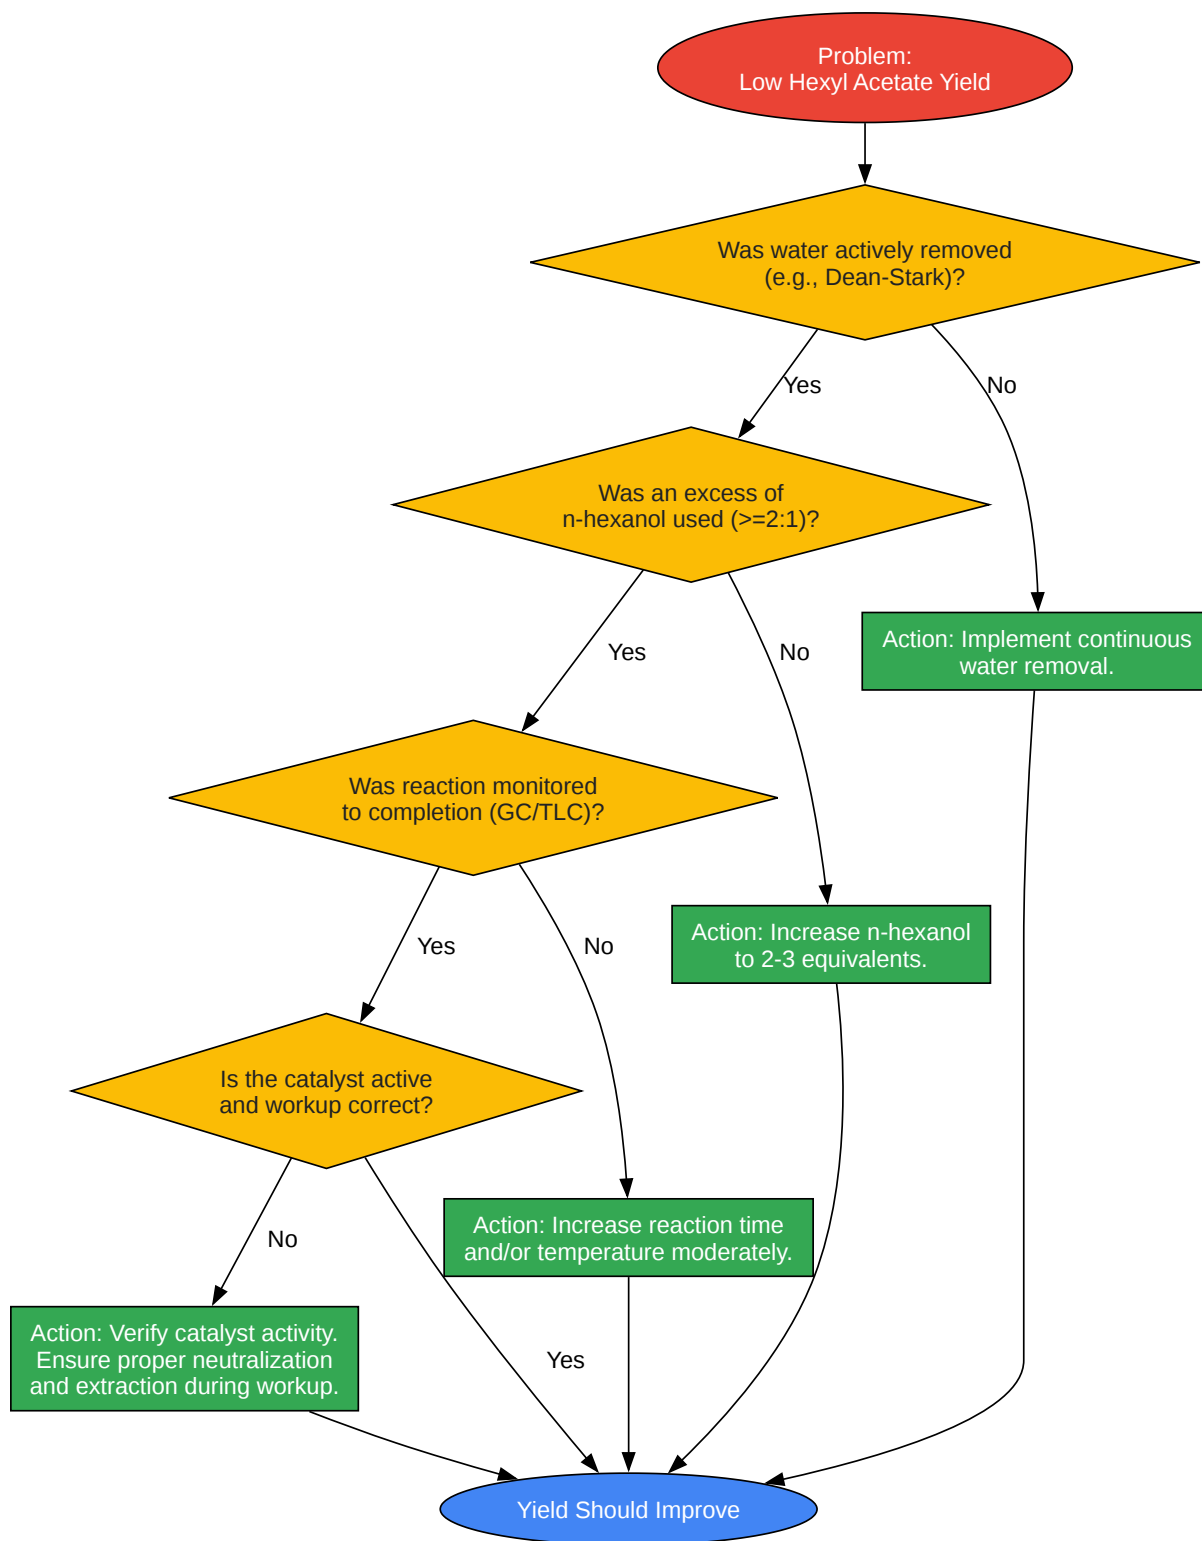 Problem:
Low Hexyl Acetate Yield
Was water actively removed
(e.g., Dean-Stark)?
Yes
No
Was an excess of
n-hexanol used (>=2:1)?
Yes
No
Action: Implement continuous
water removal.
Was reaction monitored
to completion (GC/TLC)?
Yes
No
Action: Increase n-hexanol
to 2-3 equivalents.
Is the catalyst active
and workup correct?
No
Yes
Action: Increase reaction time
and/or temperature moderately.
Action: Verify catalyst activity.
Ensure proper neutralization
and extraction during workup.
Yield Should Improve